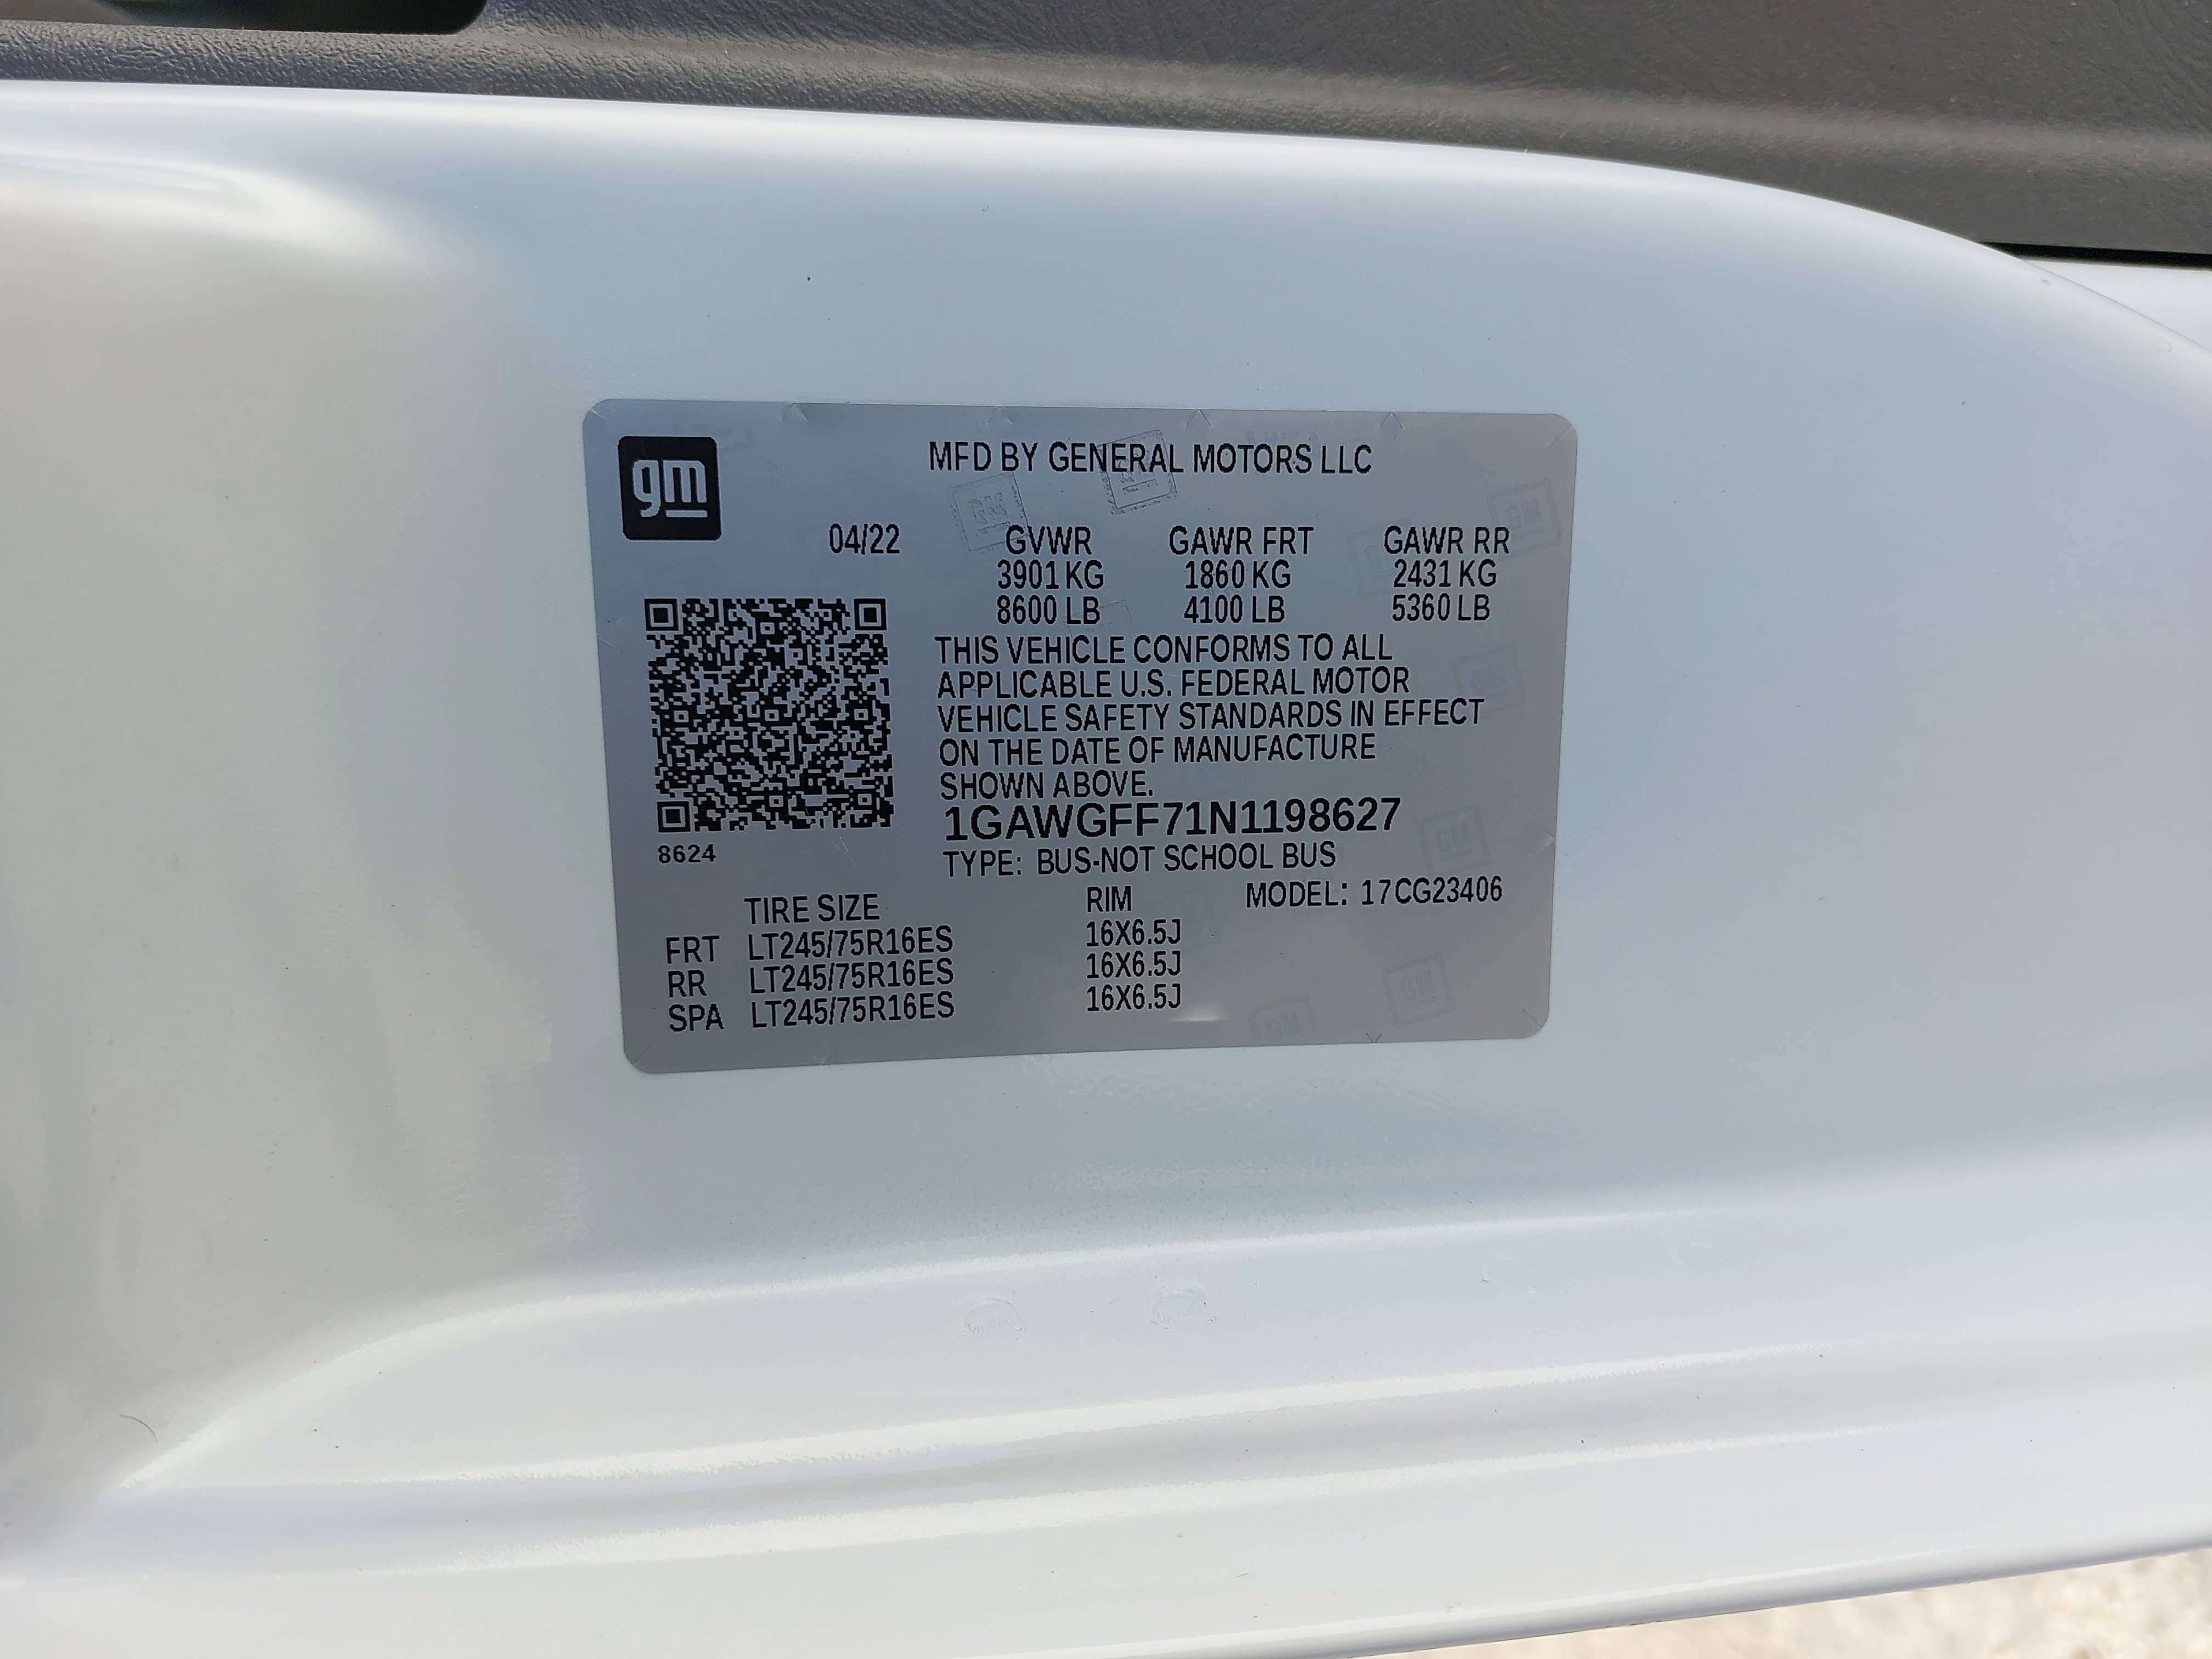 gm
MFD BY GENERAL MOTORS LLC
04/22 GVWR GAWR FRT GAWR RR
3901 KG 1860 KG 2431 KG
8600 LB 4100 LB 5360 LB
THIS VEHICLE CONFORMS TO ALL
APPLICABLE U.S. FEDERAL MOTOR
VEHICLE SAFETY STANDARDS IN EFFECT
ON THE DATE OF MANUFACTURE
SHOWN ABOVE.
1GAWGFF71N1198627
8624
TYPE: BUS-NOT SCHOOL BUS
TIRE SIZE RIM MODEL: 17CG23406
FRT LT245/75R16ES 16X6.5J
RR LT245/75R16ES 16X6.5J
SPA LT245/75R16ES 16X6.5J